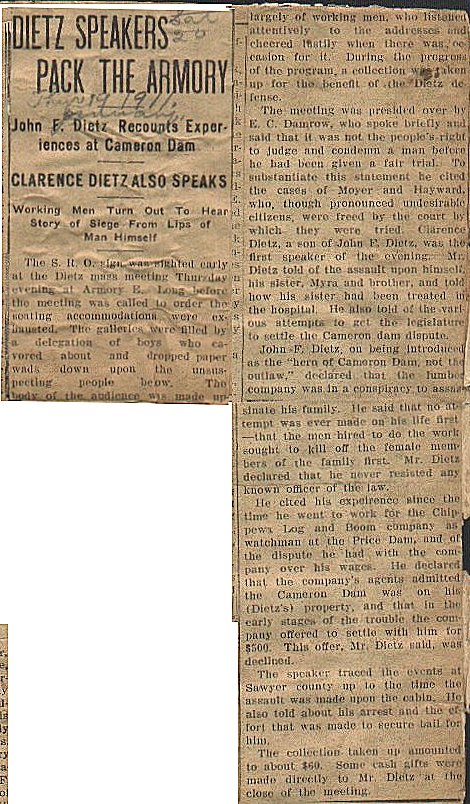 DIETZ SPEAKERS
PACK THE ARMORY
John F. Dietz Recounts Exper-
iences at Cameron Dam
CLARENCE DIETZ ALSO SPEAKS
Working Men Turn Out To Hear
Story of Siege From Lips of
Man Himself
The S. R. O. sign was sighted early
at the Dietz mass meeting Thursday
evening at Armory E. Long before
the meeting was called to order the
seating accommodations were ex-
hausted. The galleries were filled by
a delegation of boys who ca-
vored about and dropped paper
wads down upon the unsus-
pecting people below. The
body of the audience was made up
largely of working men, who listened
attentively to the addresses and
cheered lustily when there was oc-
casion for it. During the progress
of the program, a collection was taken
up for the benefit of the Dietz de-
fense.
The meeting was presided over by
E. C. Damrow, who spoke briefly and
said that it was not the people's right
to judge and condemn a man before
he had been given a fair trial. To
substantiate this statement he cited
the cases of Moyer and Hayward,
who, though pronounced undesirable
citizens, were freed by the court by
which they were tried. Clarence
Dietz, a son of John F. Dietz, was the
first speaker of the evening. Mr.
Dietz told of the assault upon himself,
his sister, Myra and brother, and told
how his sister had been treated in
the hospital. He also told of the vari-
ous attempts to get the legislature
to settle the Cameron dam dispute.
John F. Dietz, on being introduced
as the "hero of Cameron Dam, not the
outlaw," declared that the lumber
company was in a conspiracy to assas-
sinate his family. He said that no at-
tempt was ever made on his life first
—that the men hired to do the work
sought to kill off the female mem-
bers of the family first. Mr. Dietz
declared that he never resisted any
known officer of the law.
He cited his expeirence since the
time he went to work for the Chip-
pewa Log and Boom company as
watchman at the Price Dam, and of
the dispute he had with the com-
pany over his wages. He declared
that the company's agents admitted
the Cameron Dam was on his
(Dietz's) property, and that in the
early stages of the trouble the com-
pany offered to settle with him for
$500. This offer, Mr. Dietz said, was
declined.
The speaker traced the events at
Sawyer county up to the time the
assault was made upon the cabin. He
also told about his arrest and the ef-
fort that was made to secure bail for
him.
The collection taken up amounted
to about $60. Some cash gifts were
made directly to Mr. Dietz at the
close of the meeting.